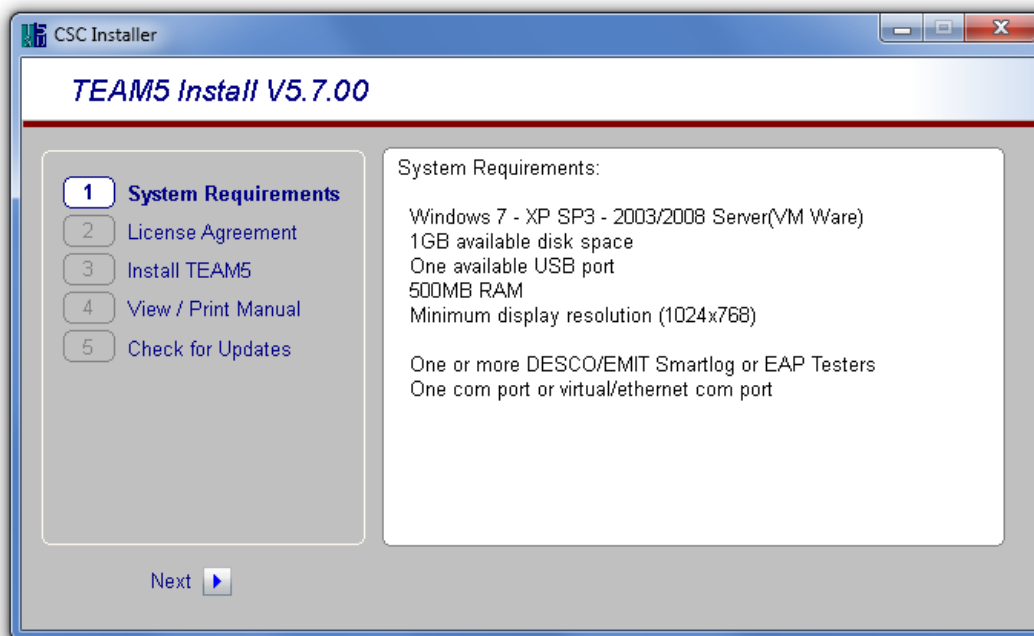 CSC Installer
TEAM5 Install V5.7.00
1 System Requirements
2 License Agreement
3 Install TEAM5
4 View / Print Manual
5 Check for Updates
Next
System Requirements:
Windows 7 - XP SP3 - 2003/2008 Server(VM Ware)
1GB available disk space
One available USB port
500MB RAM
Minimum display resolution (1024x768)
One or more DESCO/EMIT Smartlog or EAP Testers
One com port or virtual/ethernet com port